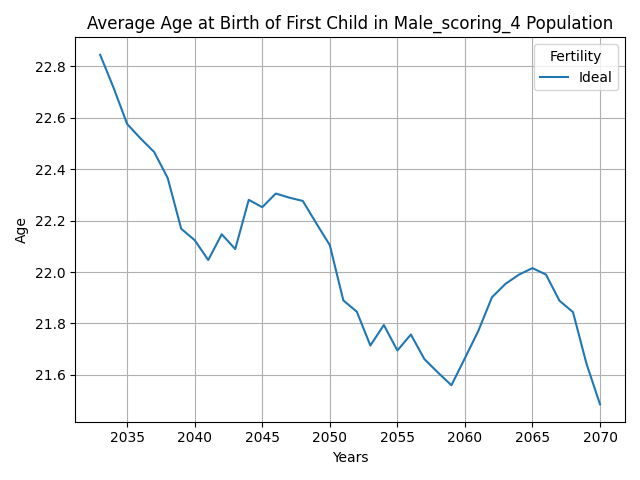 Average Age at Birth of First Child in Male_scoring_4 Population
Fertility
Ideal
22.8
22.6
22.4
22.2
22.0
21.8
21.6
Age
2035 2040 2045 2050 2055 2060 2065 2070
Years